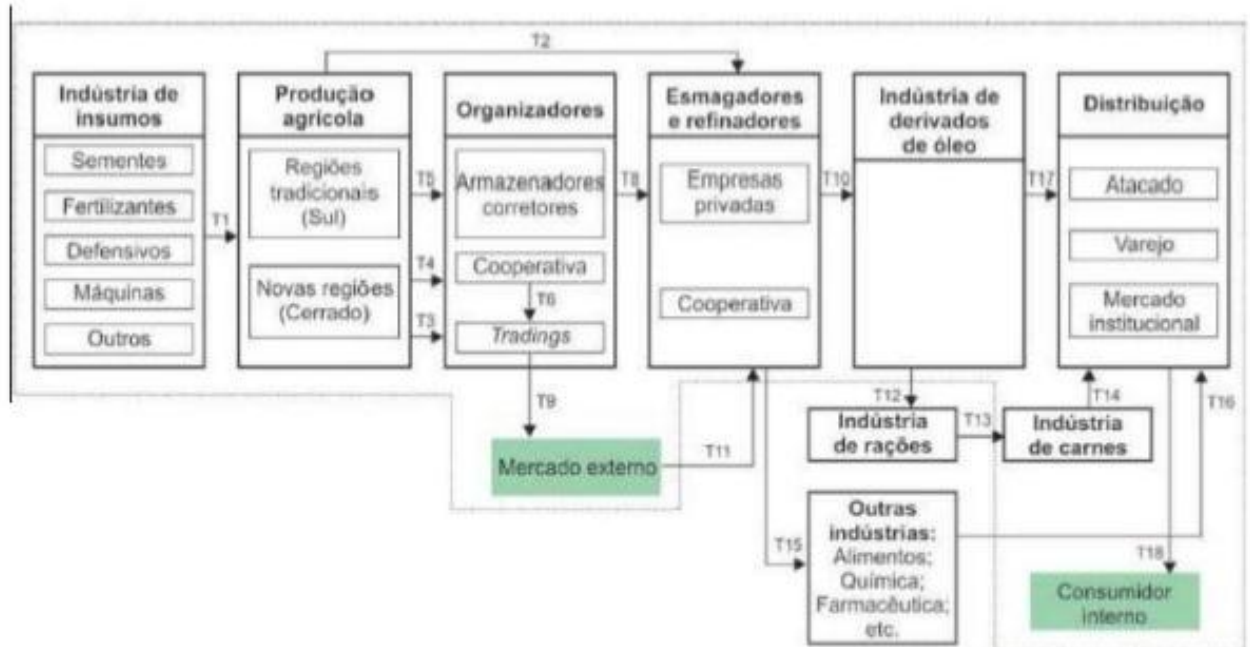 T2
Indústria de
insumos
Sementes
Fertilizantes
Defensivos
Máquinas
Outros
T1
Produção
agrícola
Regiões
tradicionais
(Sul)
Novas regiões
(Cerrado)
T5
T4
T3
Organizadores
Armazenadores
corretores
Cooperativa
T6
Tradings
T8
Esmagadores
e refinadores
Empresas
privadas
Cooperativa
T10
Indústria de
derivados
de óleo
T17
Distribuição
Atacado
Varejo
Mercado
institucional
T9
Mercado externo
T11
T12
Indústria
de rações
T13
Indústria
de carnes
T14
T16
T15
Outras
indústrias:
Alimentos;
Química;
Farmacêutica;
etc.
T18
Consumidor
interno